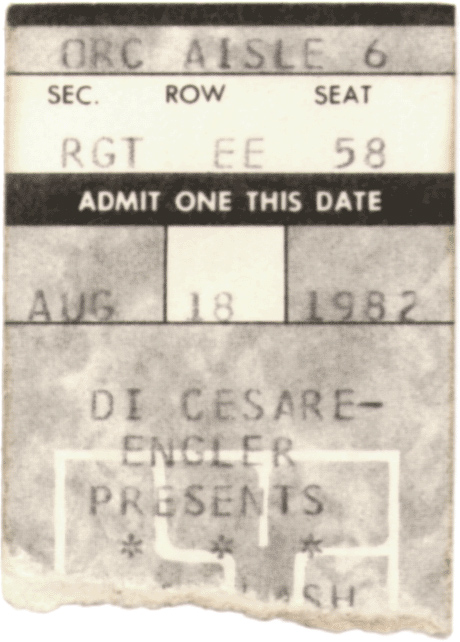 ORC AISLE 6
SEC. ROW SEAT
RGT EE 58
ADMIT ONE THIS DATE
AUG 18 1982
DI CESARE-
ENGLER
PRESENTS
* * *